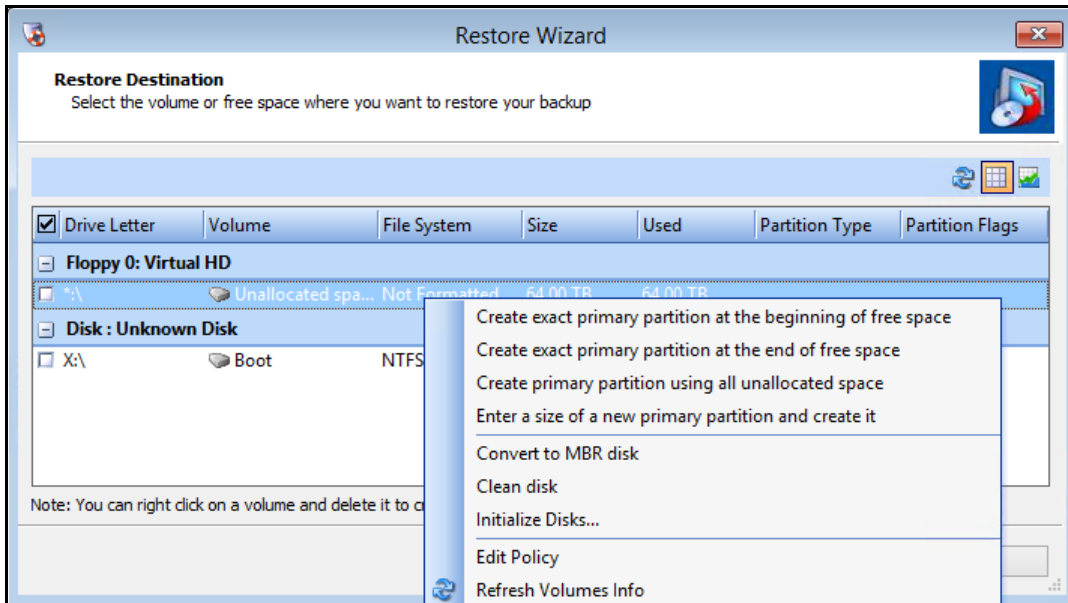 Restore Wizard
Restore Destination
Select the volume or free space where you want to restore your backup
Drive Letter Volume File System Size Used Partition Type Partition Flags
Floppy 0: Virtual HD
*:\ Unallocated spa... Not Formatted 64.00 TB 64.00 TB
Create exact primary partition at the beginning of free space
Disk : Unknown Disk
Create exact primary partition at the end of free space
X:\ Boot NTFS
Create primary partition using all unallocated space
Enter a size of a new primary partition and create it
Convert to MBR disk
Clean disk
Note: You can right click on a volume and delete it to
Initialize Disks...
Edit Policy
Refresh Volumes Info